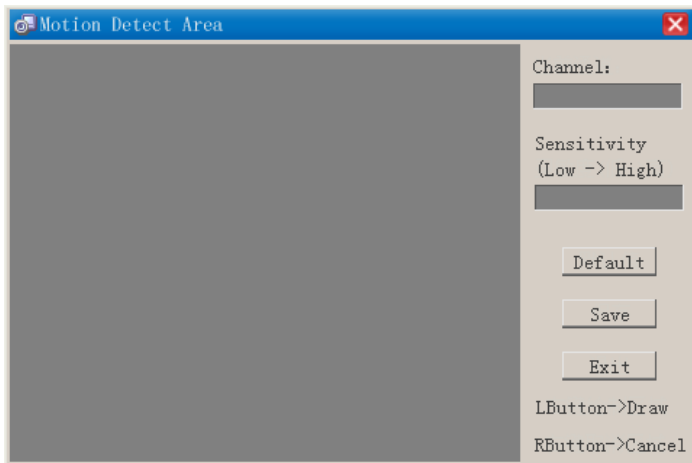 Motion Detect Area
Channel:
Sensitivity
(Low -> High)
Default
Save
Exit
LButton->Draw
RButton->Cancel